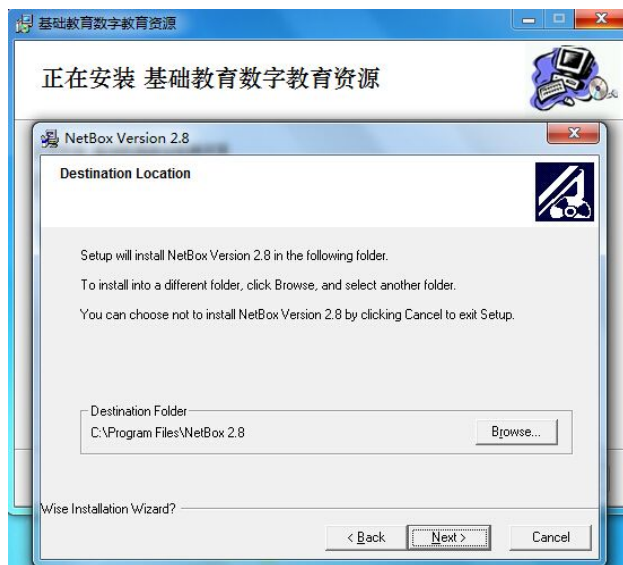 基础教育数字教育资源
正在安装 基础教育数字教育资源
NetBox Version 2.8
Destination Location
Setup will install NetBox Version 2.8 in the following folder.
To install into a different folder, click Browse, and select another folder.
You can choose not to install NetBox Version 2.8 by clicking Cancel to exit Setup.
Destination Folder
C:\Program Files\NetBox 2.8
Browse...
Wise Installation Wizard?
< Back
Next >
Cancel